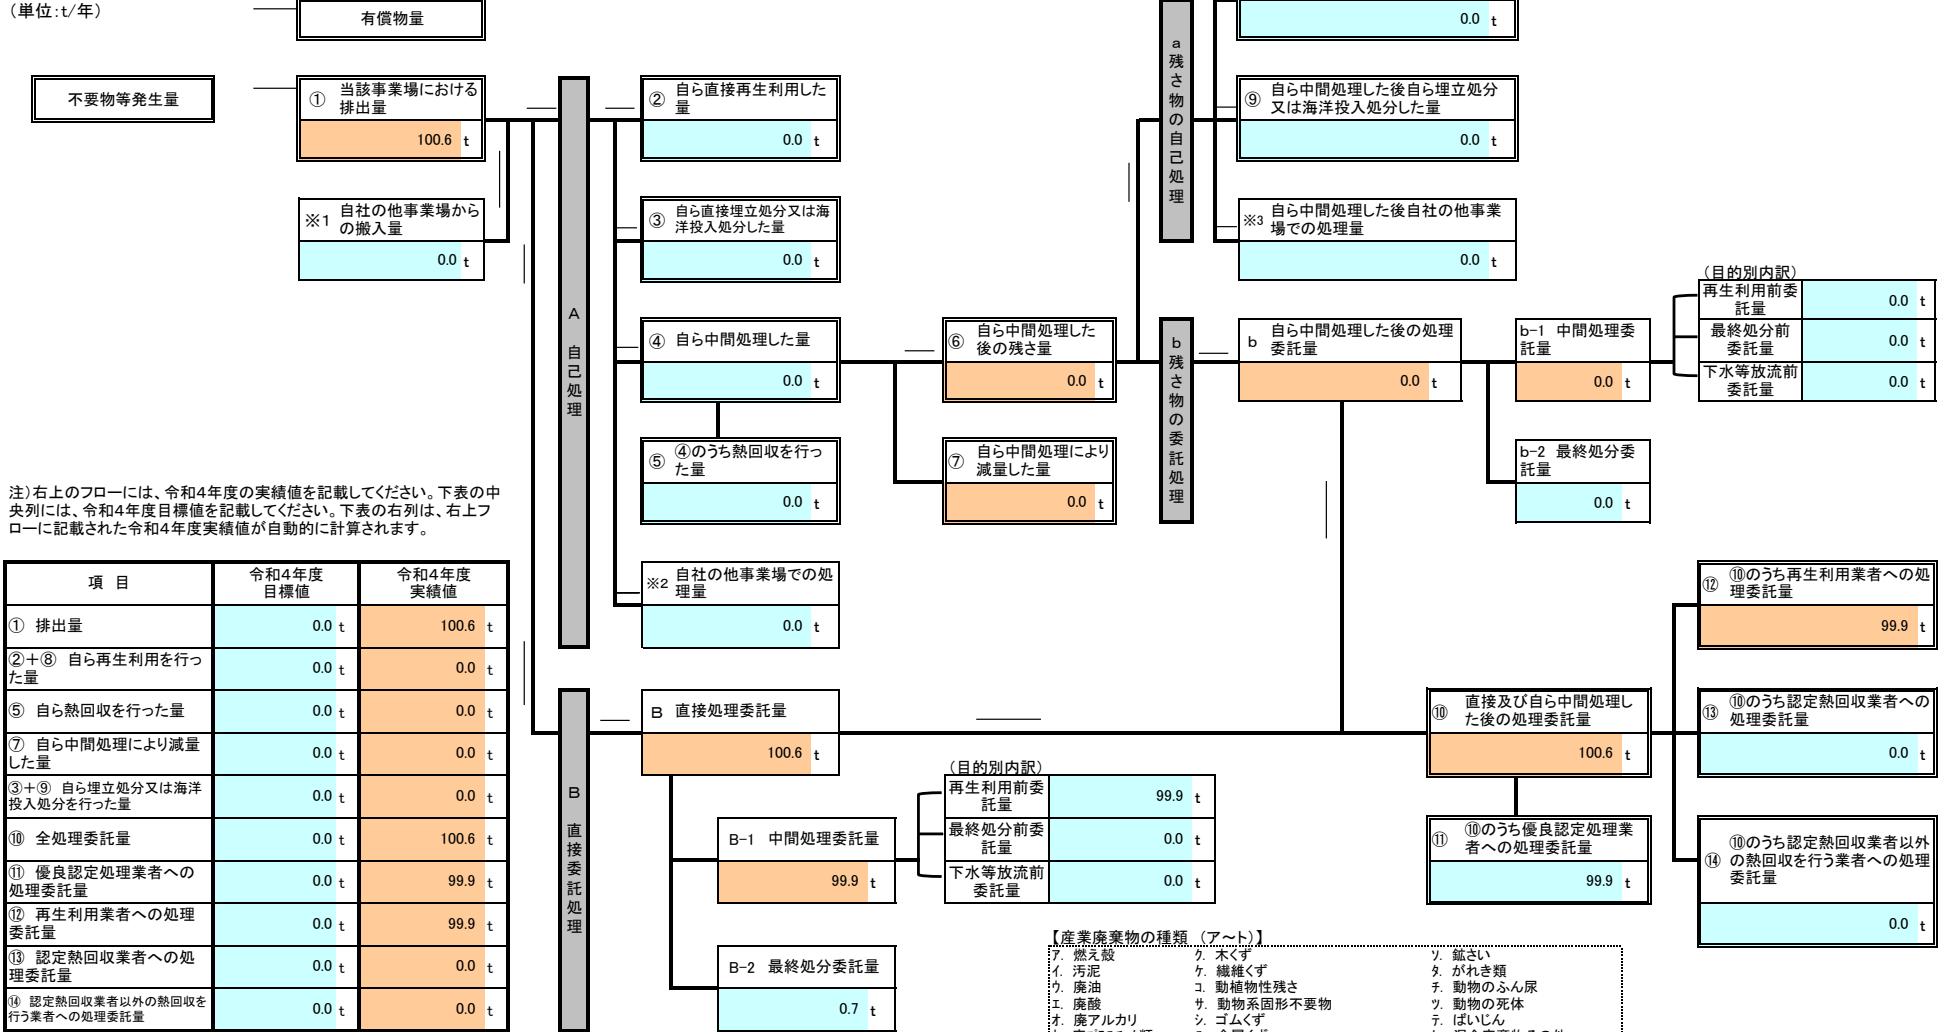 （単位:t/年）
有償物量
0.0 t
不要物等発生量
① 当該事業場における
排出量
100.6 t
※1 自社の他事業場から
の搬入量
0.0 t
A 自己処理
② 自ら直接再生利用した
量
0.0 t
③ 自ら直接埋立処分又は海
洋投入処分した量
0.0 t
④ 自ら中間処理した量
0.0 t
⑤ ④のうち熱回収を行っ
た量
0.0 t
※2 自社の他事業場での処
理量
0.0 t
⑥ 自ら中間処理した
後の残さ量
0.0 t
⑦ 自ら中間処理により
減量した量
0.0 t
a 残さ物の自己処理
⑨ 自ら中間処理した後自ら埋立処分
又は海洋投入処分した量
0.0 t
※3 自ら中間処理した後自社の他事業
場での処理量
0.0 t
b 残さ物の委託処理
b 自ら中間処理した後の処理
委託量
0.0 t
b-1 中間処理委
託量
0.0 t
（目的別内訳）
再生利用前委
託量
0.0 t
最終処分前
委託量
0.0 t
下水等放流前
委託量
0.0 t
b-2 最終処分委
託量
0.0 t
注）右上のフローには、令和4年度の実績値を記載してください。下表の中
央列には、令和4年度目標値を記載してください。下表の右列は、右上フ
ローに記載された令和4年度実績値が自動的に計算されます。
項 目 令和4年度
目標値 令和4年度
実績値
① 排出量 0.0 t 100.6 t
②+⑧ 自ら再生利用を行っ
た量 0.0 t 0.0 t
⑤ 自ら熱回収を行った量 0.0 t 0.0 t
⑦ 自ら中間処理により減量
した量 0.0 t 0.0 t
③+⑨ 自ら埋立処分又は海洋
投入処分を行った量 0.0 t 0.0 t
⑩ 全処理委託量 0.0 t 100.6 t
⑪ 優良認定処理業者への
処理委託量 0.0 t 99.9 t
⑫ 再生利用業者への処理
委託量 0.0 t 99.9 t
⑬ 認定熱回収業者への処
理委託量 0.0 t 0.0 t
⑭ 認定熱回収業者以外の熱回収を
行う業者への処理委託量 0.0 t 0.0 t
B 直接委託処理
B 直接処理委託量
100.6 t
B-1 中間処理委託量
99.9 t
（目的別内訳）
再生利用前委
託量
99.9 t
最終処分前委
託量
0.0 t
下水等放流前
委託量
0.0 t
B-2 最終処分委託量
0.7 t
⑩ 直接及び自ら中間処理し
た後の処理委託量
100.6 t
⑪ ⑩のうち優良認定処理業
者への処理委託量
99.9 t
⑫ ⑩のうち再生利用業者への処
理委託量
99.9 t
⑬ ⑩のうち認定熱回収業者への
処理委託量
0.0 t
⑭ ⑩のうち認定熱回収業者以外
の熱回収を行う業者への処理
委託量
0.0 t
【産業廃棄物の種類 （ア～ト）】
ア. 燃え殻 ク. 木くず ソ. 鉱さい
イ. 汚泥 ケ. 繊維くず タ. がれき類
ウ. 廃油 コ. 動植物性残さ チ. 動物のふん尿
エ. 廃酸 サ. 動物系固形不要物 ツ. 動物の死体
オ. 廃アルカリ シ. ゴムくず テ. ばいじん